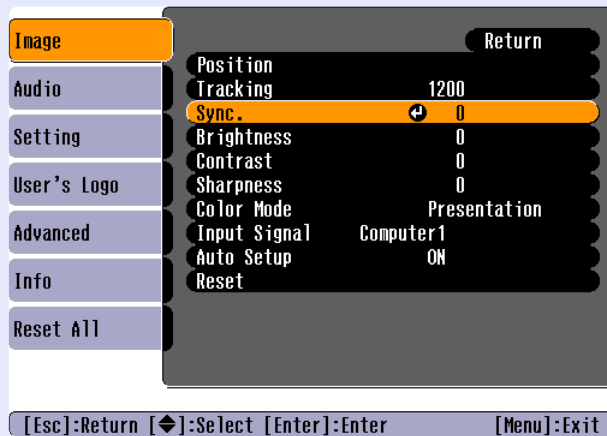 Image
Audio
Setting
User's Logo
Advanced
Info
Reset All
Return
Position
Tracking 1200
Sync. 0
Brightness 0
Contrast 0
Sharpness 0
Color Mode Presentation
Input Signal Computer1
Auto Setup ON
Reset
[Esc]:Return [◆]:Select [Enter]:Enter [Menu]:Exit